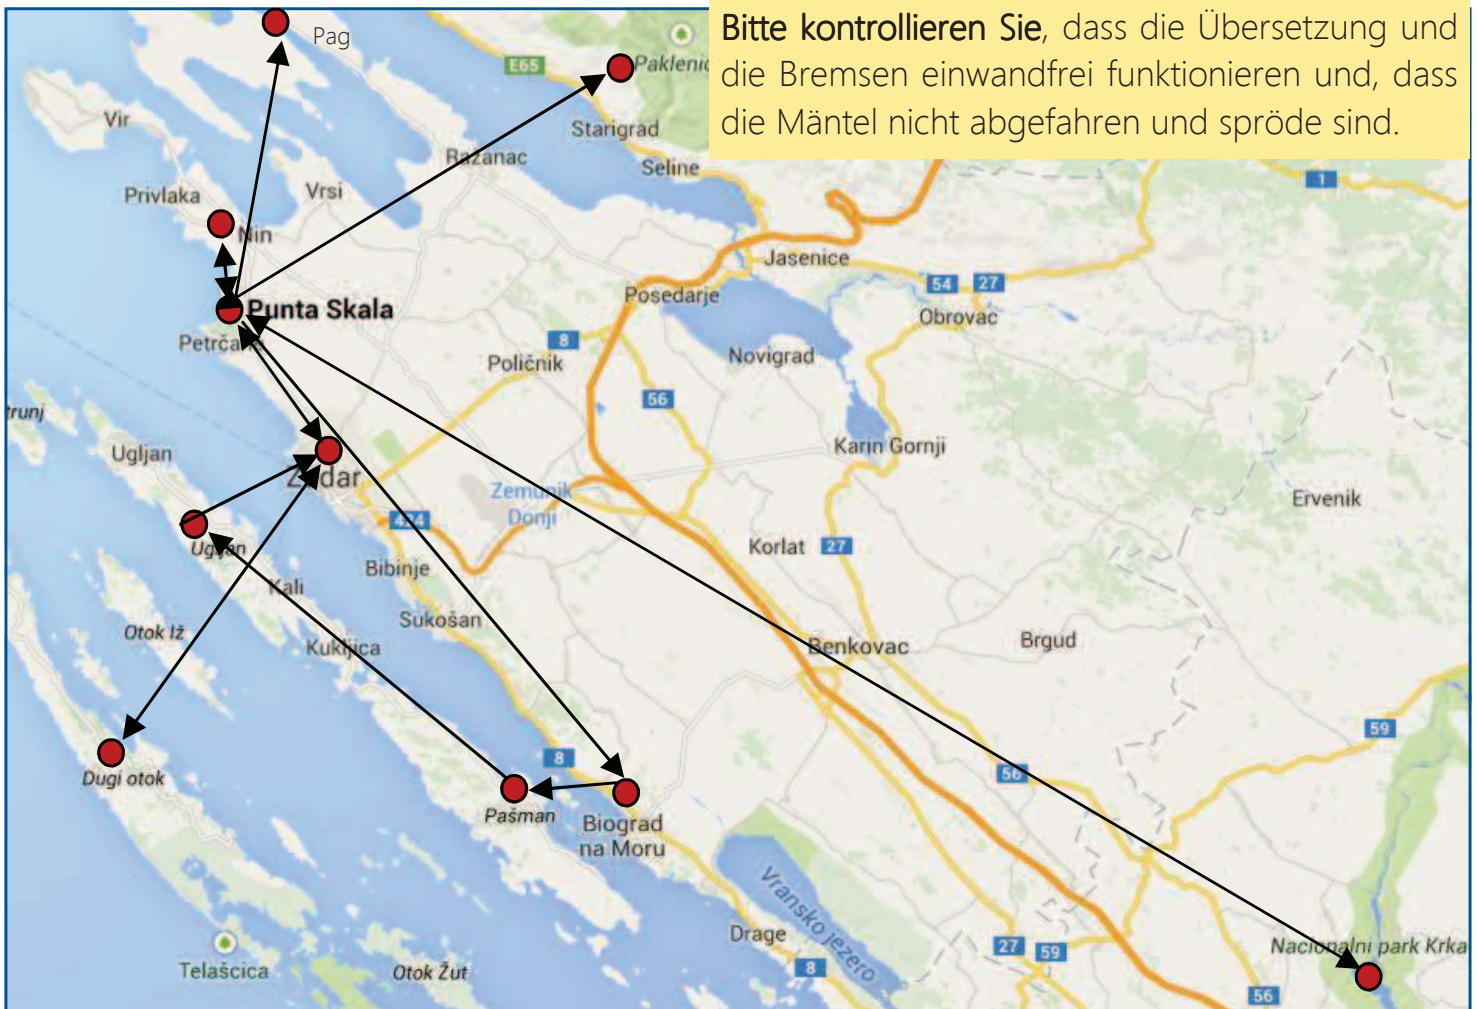 Bitte kontrollieren Sie, dass die Übersetzung und
die Bremsen einwandfrei funktionieren und, dass
die Mäntel nicht abgefahren und spröde sind.
Pag
E65
Starigrad
Vir
Ražanac
Seline
Privlaka
Vrsi
1
Nin
Jasenice
Punta Skala
Posedarje
54
27
Obrovac
8
Poličnik
Novigrad
56
Ugljan
Karin Gornji
Zadar
Zemunik
Donji
Ervenik
424
Ugljan
Korlat
27
Bibinje
Kali
Sukošan
Otok Iž
Kukljica
Benkovac
Brgud
59
8
56
Dugi otok
Pašman
Biograd
na Moru
Vransko jezero
Drage
Nacionalni park Krka
27
59
Telašcica
Otok Žut
8
56